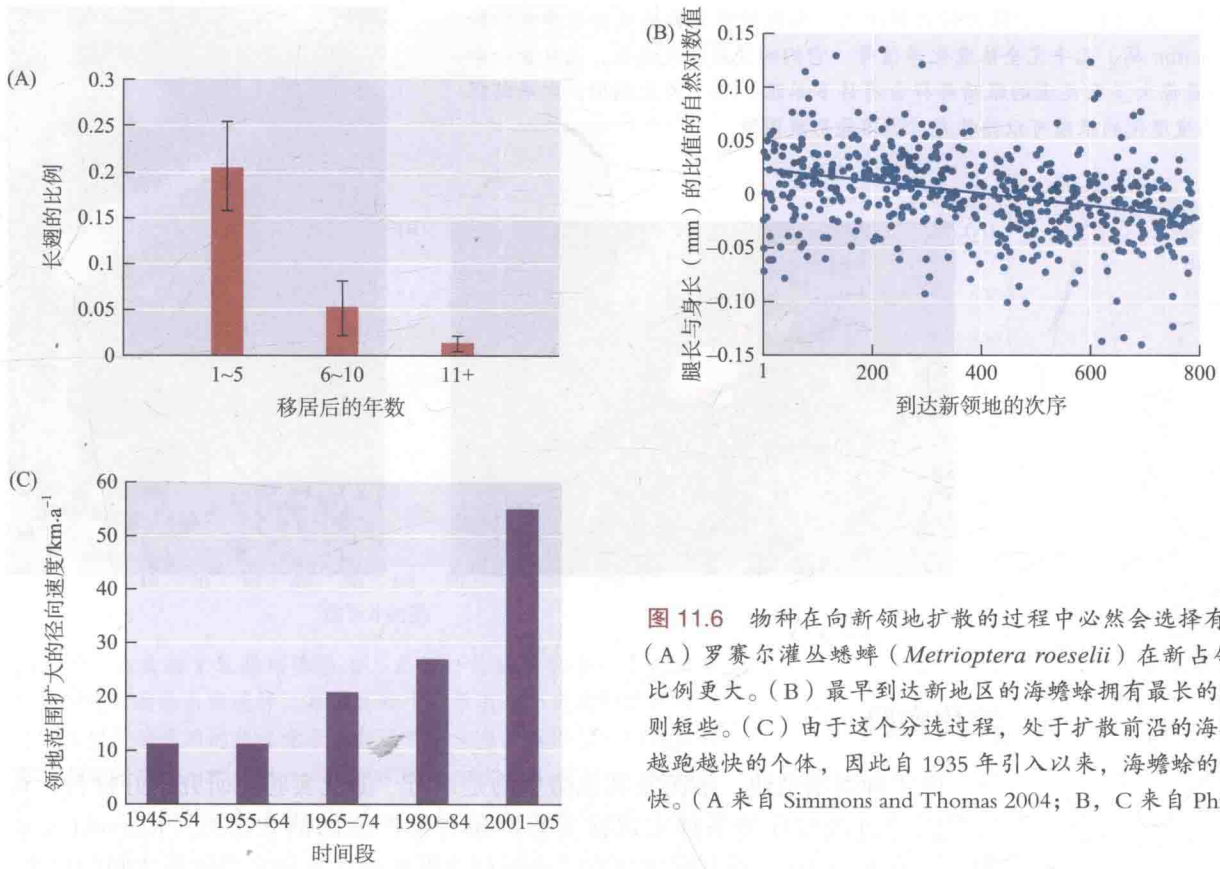 (A)
0.3
0.25
0.2
0.15
0.1
0.05
0
长翅的比例
1~5 6~10 11+
移居后的年数
(B)
0.15
0.10
0.05
0
−0.05
−0.10
−0.15
腿长与身长(mm)的比值的自然对数值
1 200 400 600 800
到达新领地的次序
(C)
60
50
40
30
20
10
0
领地范围扩大的径向速度/km·a⁻¹
1945–54 1955–64 1965–74 1980–84 2001–05
时间段
图 11.6 物种在向新领地扩散的过程中必然会选择有
(A)罗赛尔灌丛蟋蟀(Metrioptera roeselii)在新占
比例更大。(B)最早到达新地区的海蟾蜍拥有最长的
则短些。(C)由于这个分选过程,处于扩散前沿的海
越跑越快的个体,因此自 1935 年引入以来,海蟾蜍的
快。(A 来自 Simmons and Thomas 2004;B,C 来自 Ph